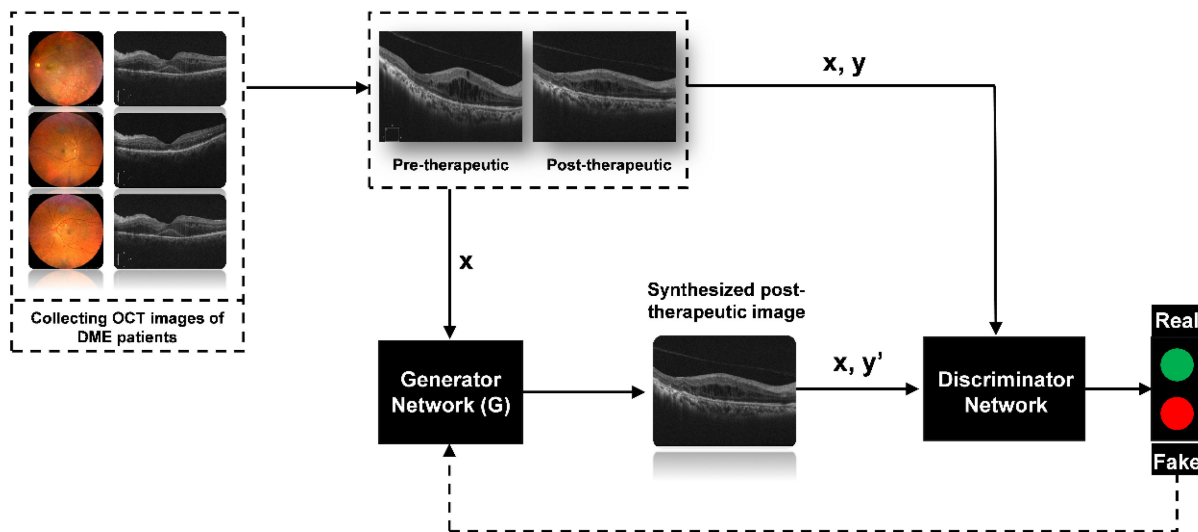 Collecting OCT images of
DME patients
Pre-therapeutic
Post-therapeutic
x, y
x
Generator
Network (G)
Synthesized post-
therapeutic image
x, y’
Discriminator
Network
Real
Fake